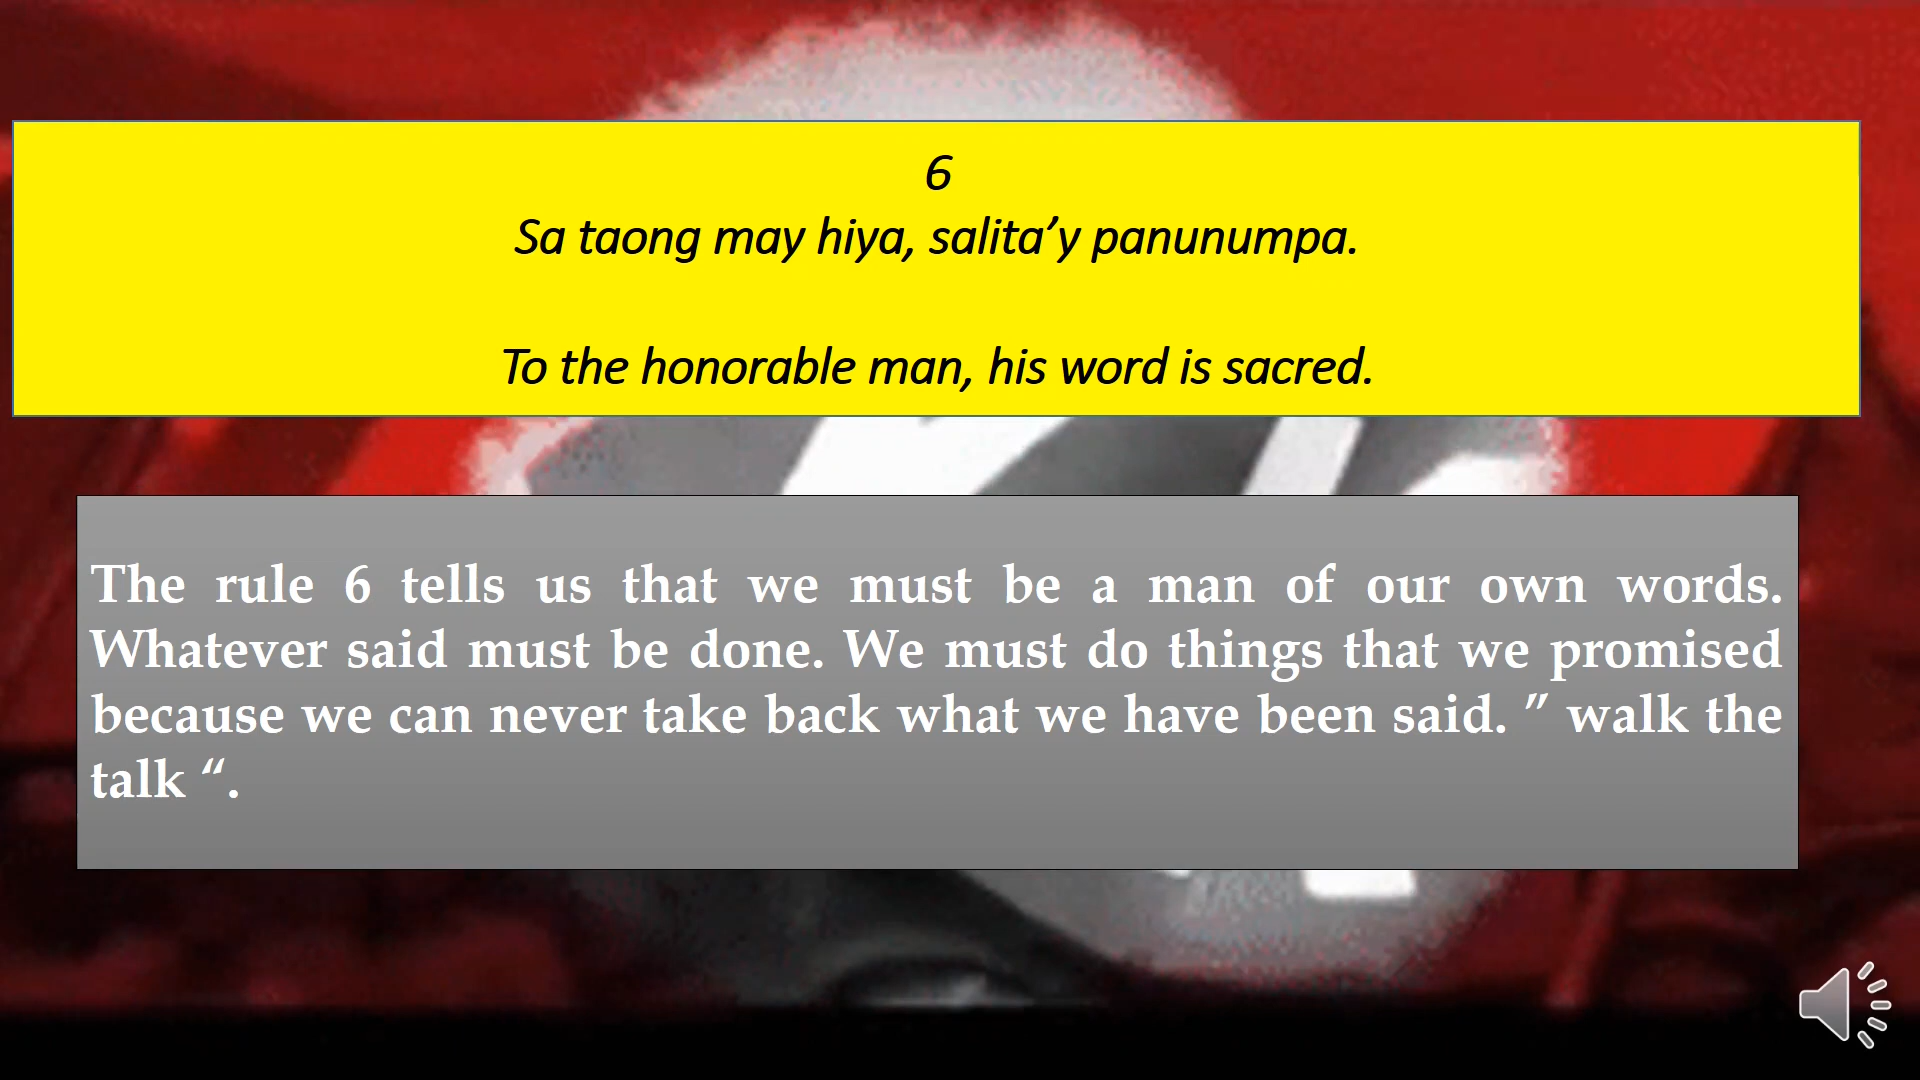 6
Sa taong may hiya, salita’y panunumpa.
To the honorable man, his word is sacred.
The rule 6 tells us that we must be a man of our own words.
Whatever said must be done. We must do things that we promised
because we can never take back what we have been said. ” walk the
talk “.